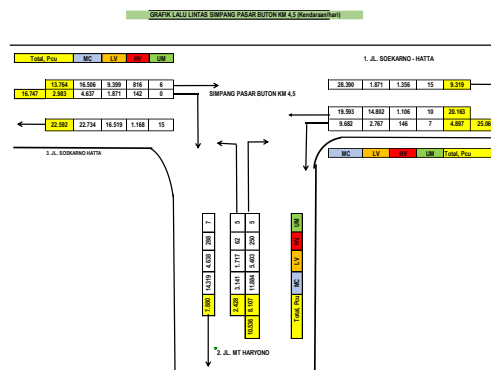 GRAFIK LALU LINTAS SIMPANG PASAR BUTON KM 4,5 (Kendaraan/hari)
Total, Pcu MC LV HV UM
1. JL. SOEKARNO - HATTA
13.764 16.506 9.399 816 6
16.747 2.983 4.637 1.871 142 0
SIMPANG PASAR BUTON KM 4,5
28.390 1.871 1.356 15 9.319
22.592 22.734 16.519 1.168 15
19.593 14.802 1.106 10 20.163
9.682 2.767 146 7 4.897 25.06
3. JL. SOEKARNO HATTA
MC LV HV UM Total, Pcu
7.880 14.319 4.638 288 7
2.428 3.141 1.717 62 5
10.536 8.107 11.884 5.403 250 5
Total, Pcu MC LV HV UM
2. JL. MT HARYONO